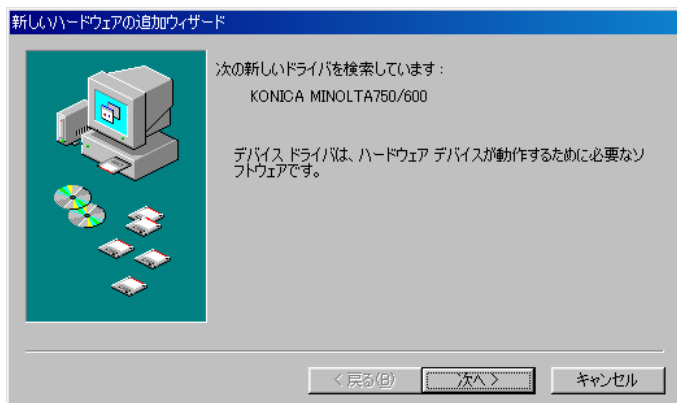 新しいハードウェアの追加ウィザード
次の新しいドライバを検索しています：
KONICA MINOLTA750/600
デバイス ドライバは、ハードウェア デバイスが動作するために必要なソ
フトウェアです。
< 戻る(B)
次へ >
キャンセル